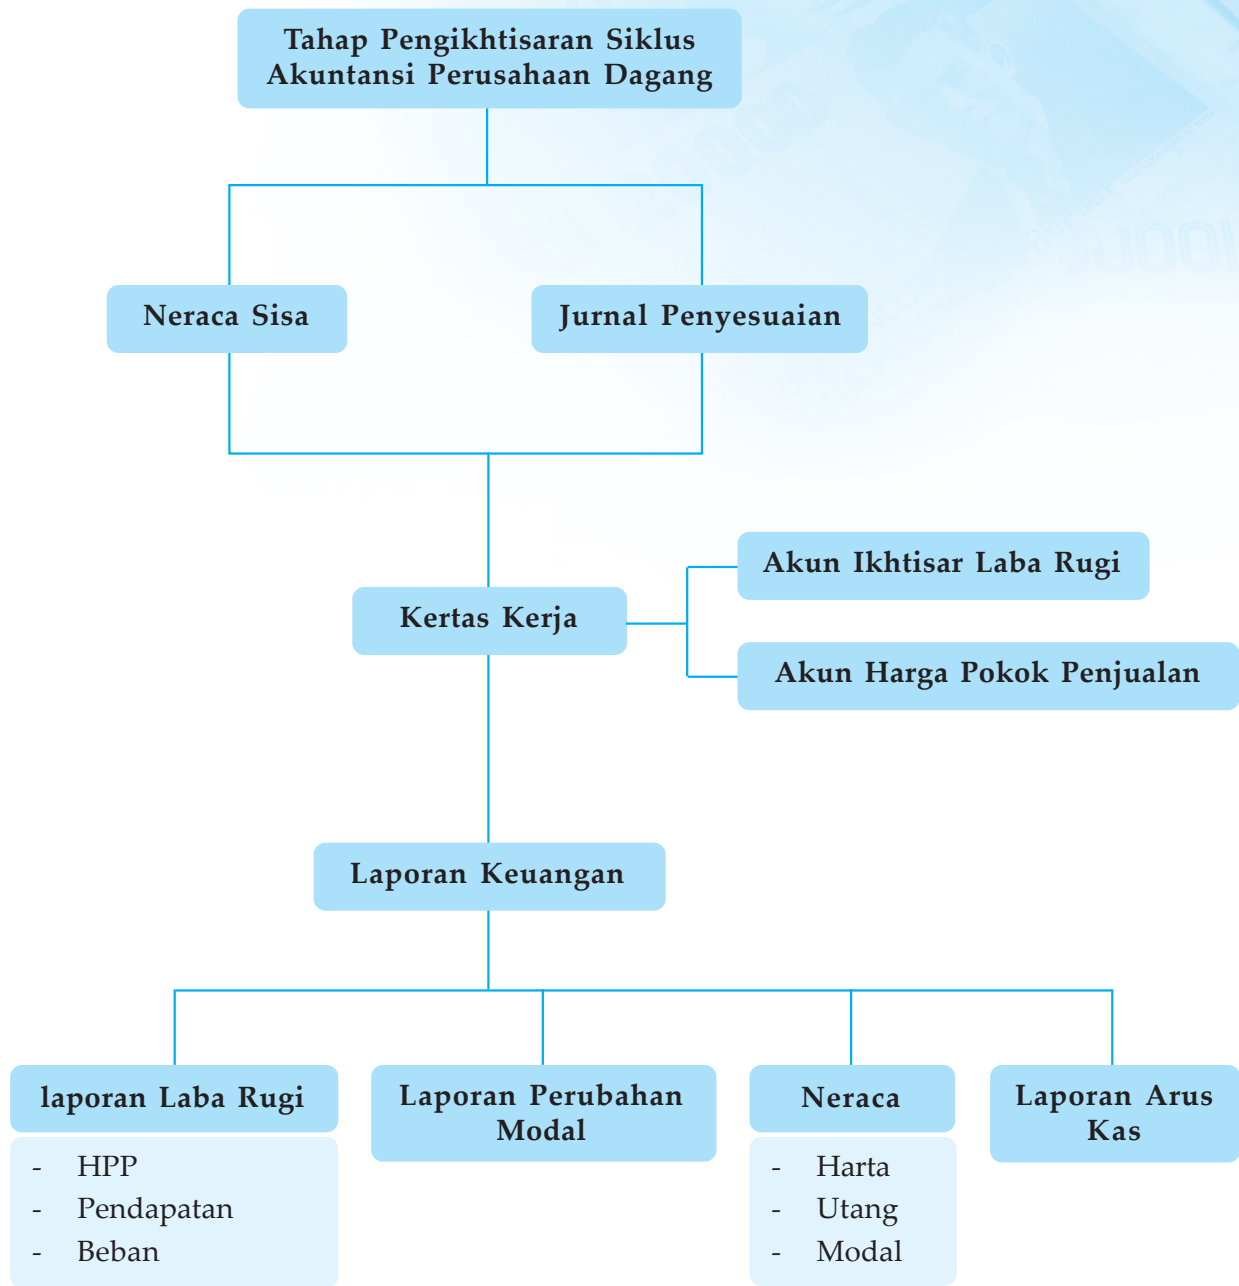 Tahap Pengikhtisaran Siklus
Akuntansi Perusahaan Dagang
Neraca Sisa
Jurnal Penyesuaian
Akun Ikhtisar Laba Rugi
Kertas Kerja
Akun Harga Pokok Penjualan
Laporan Keuangan
laporan Laba Rugi
- HPP
- Pendapatan
- Beban
Laporan Perubahan
Modal
Neraca
- Harta
- Utang
- Modal
Laporan Arus
Kas